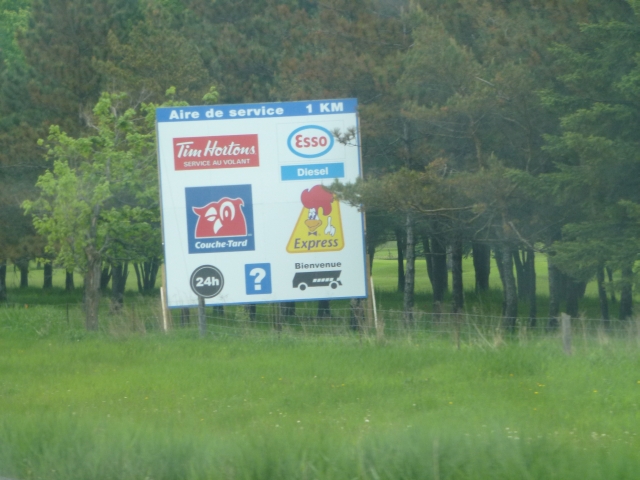 Aire de service 1 KM
Tim Hortons
SERVICE AU VOLANT
Esso
Diesel
Couche-Tard
Express
24h
?
Bienvenue